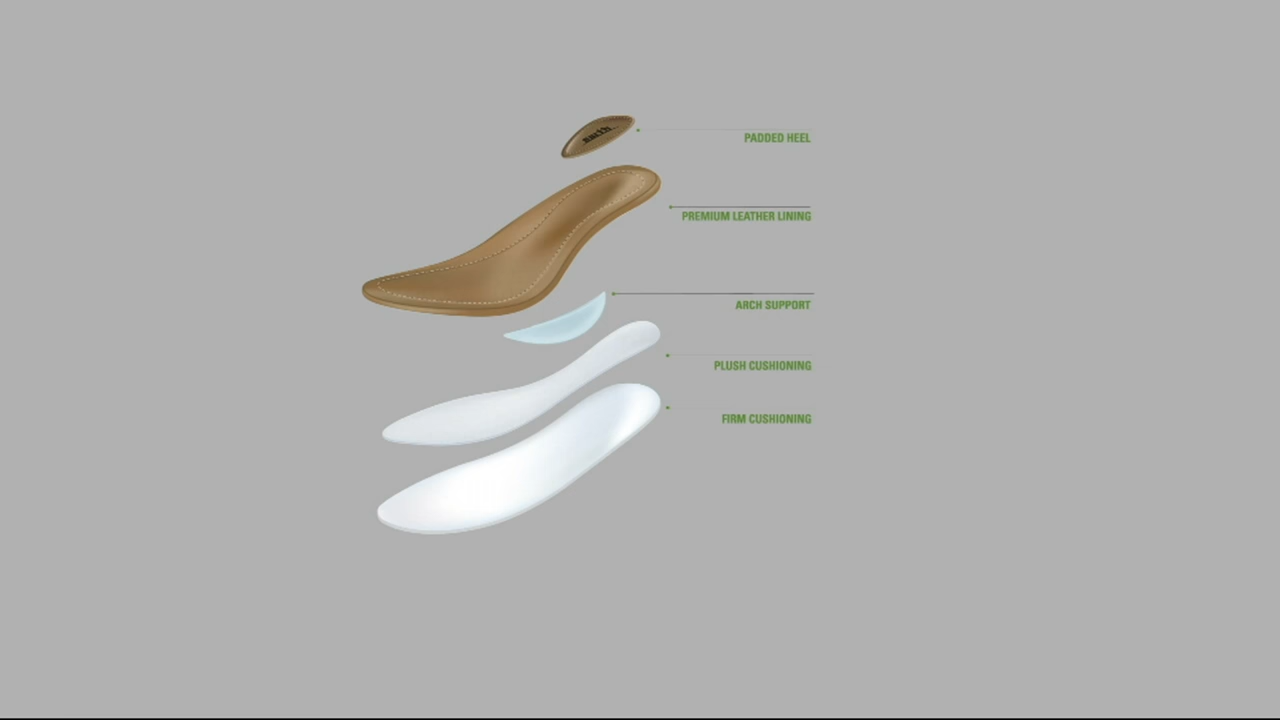 PADDED HEEL
PREMIUM LEATHER LINING
ARCH SUPPORT
PLUSH CUSHIONING
FIRM CUSHIONING